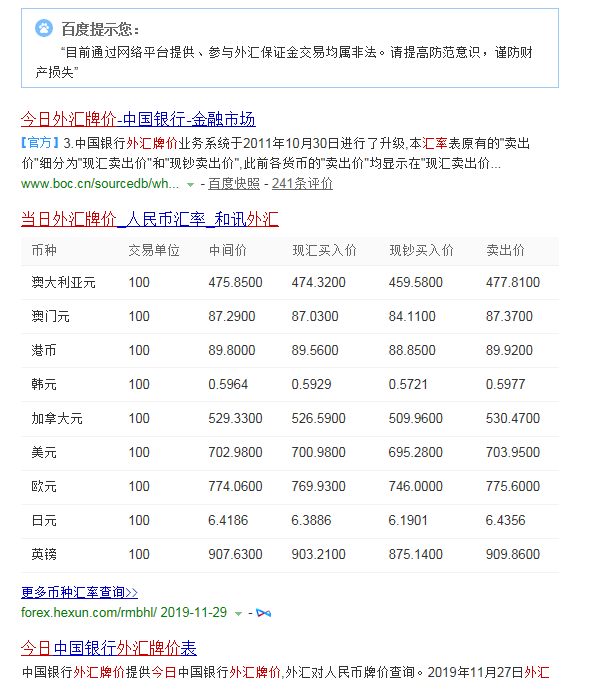 百度提示您：
“目前通过网络平台提供、参与外汇保证金交易均属非法。请提高防范意识，谨防财
产损失”
今日外汇牌价-中国银行-金融市场
【官方】3.中国银行外汇牌价业务系统于2011年10月30日进行了升级,本汇率表原有的"卖出
价"细分为"现汇卖出价"和"现钞卖出价",此前各货币的"卖出价"均显示在"现汇卖出价...
www.boc.cn/sourcedb/wh... - 百度快照 - 241条评价
当日外汇牌价_人民币汇率_和讯外汇
币种 交易单位 中间价 现汇买入价 现钞买入价 卖出价
澳大利亚元 100 475.8500 474.3200 459.5800 477.8100
澳门元 100 87.2900 87.0300 84.1100 87.3700
港币 100 89.8000 89.5600 88.8500 89.9200
韩元 100 0.5964 0.5929 0.5721 0.5977
加拿大元 100 529.3300 526.5900 509.9600 530.4700
美元 100 702.9800 700.9800 695.2800 703.9500
欧元 100 774.0600 769.9300 746.0000 775.6000
日元 100 6.4186 6.3886 6.1901 6.4356
英镑 100 907.6300 903.2100 875.1400 909.8600
更多币种汇率查询>>
forex.hexun.com/rmbhl/ 2019-11-29 -
今日中国银行外汇牌价表
中国银行外汇牌价提供今日中国银行外汇牌价,外汇对人民币牌价查询。2019年11月27日外汇